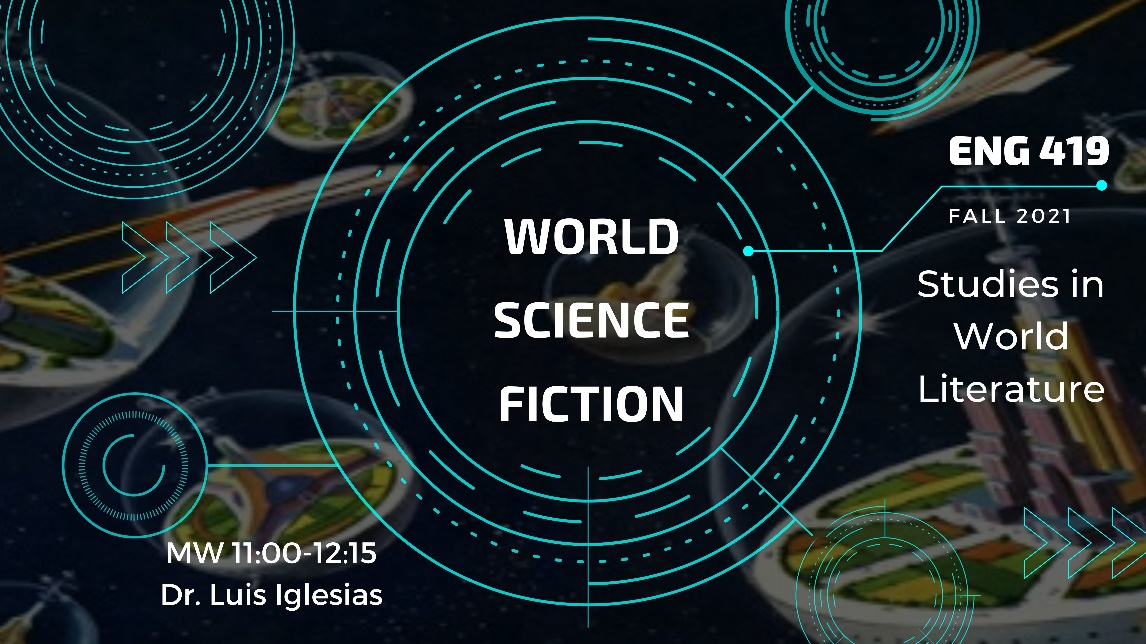 WORLD
SCIENCE
FICTION
ENG 419
FALL 2021
Studies in
World
Literature
MW 11:00-12:15
Dr. Luis Iglesias